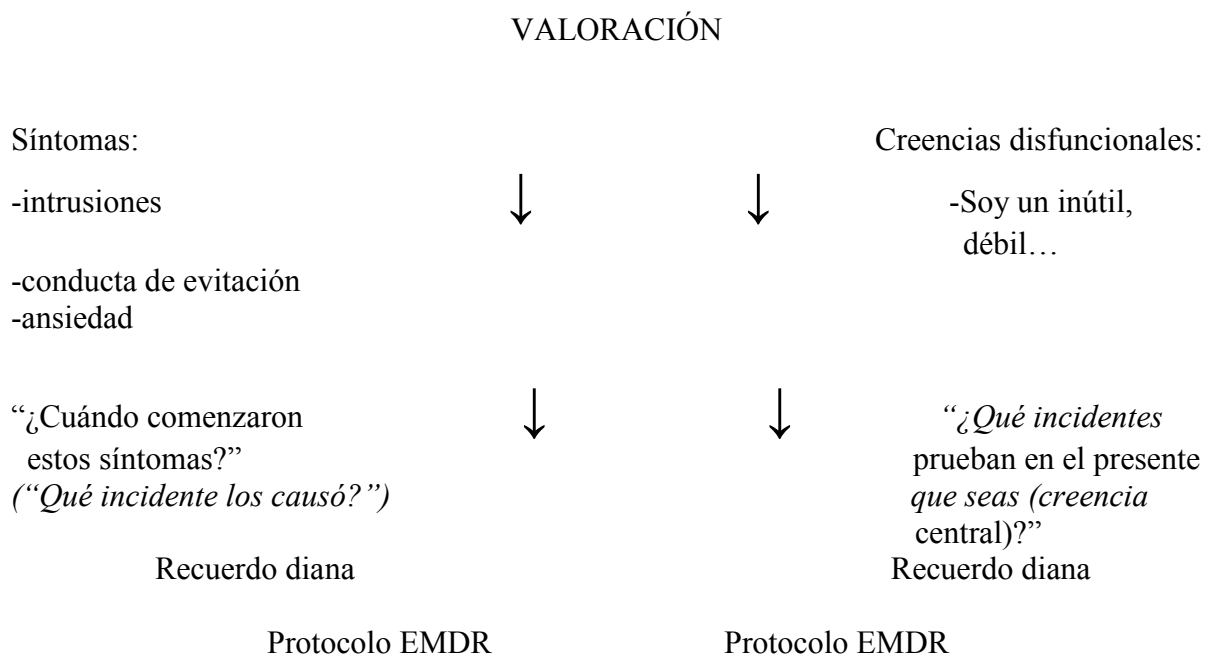 VALORACIÓN
Síntomas: Creencias disfuncionales:
-intrusiones ↓ ↓ -Soy un inútil,
débil…
-conducta de evitación
-ansiedad
“¿Cuándo comenzaron ↓ ↓ “¿Qué incidentes
estos síntomas?” prueban en el presente
(“Qué incidente los causó?”) que seas (creencia
central)?”
Recuerdo diana Recuerdo diana
Protocolo EMDR Protocolo EMDR